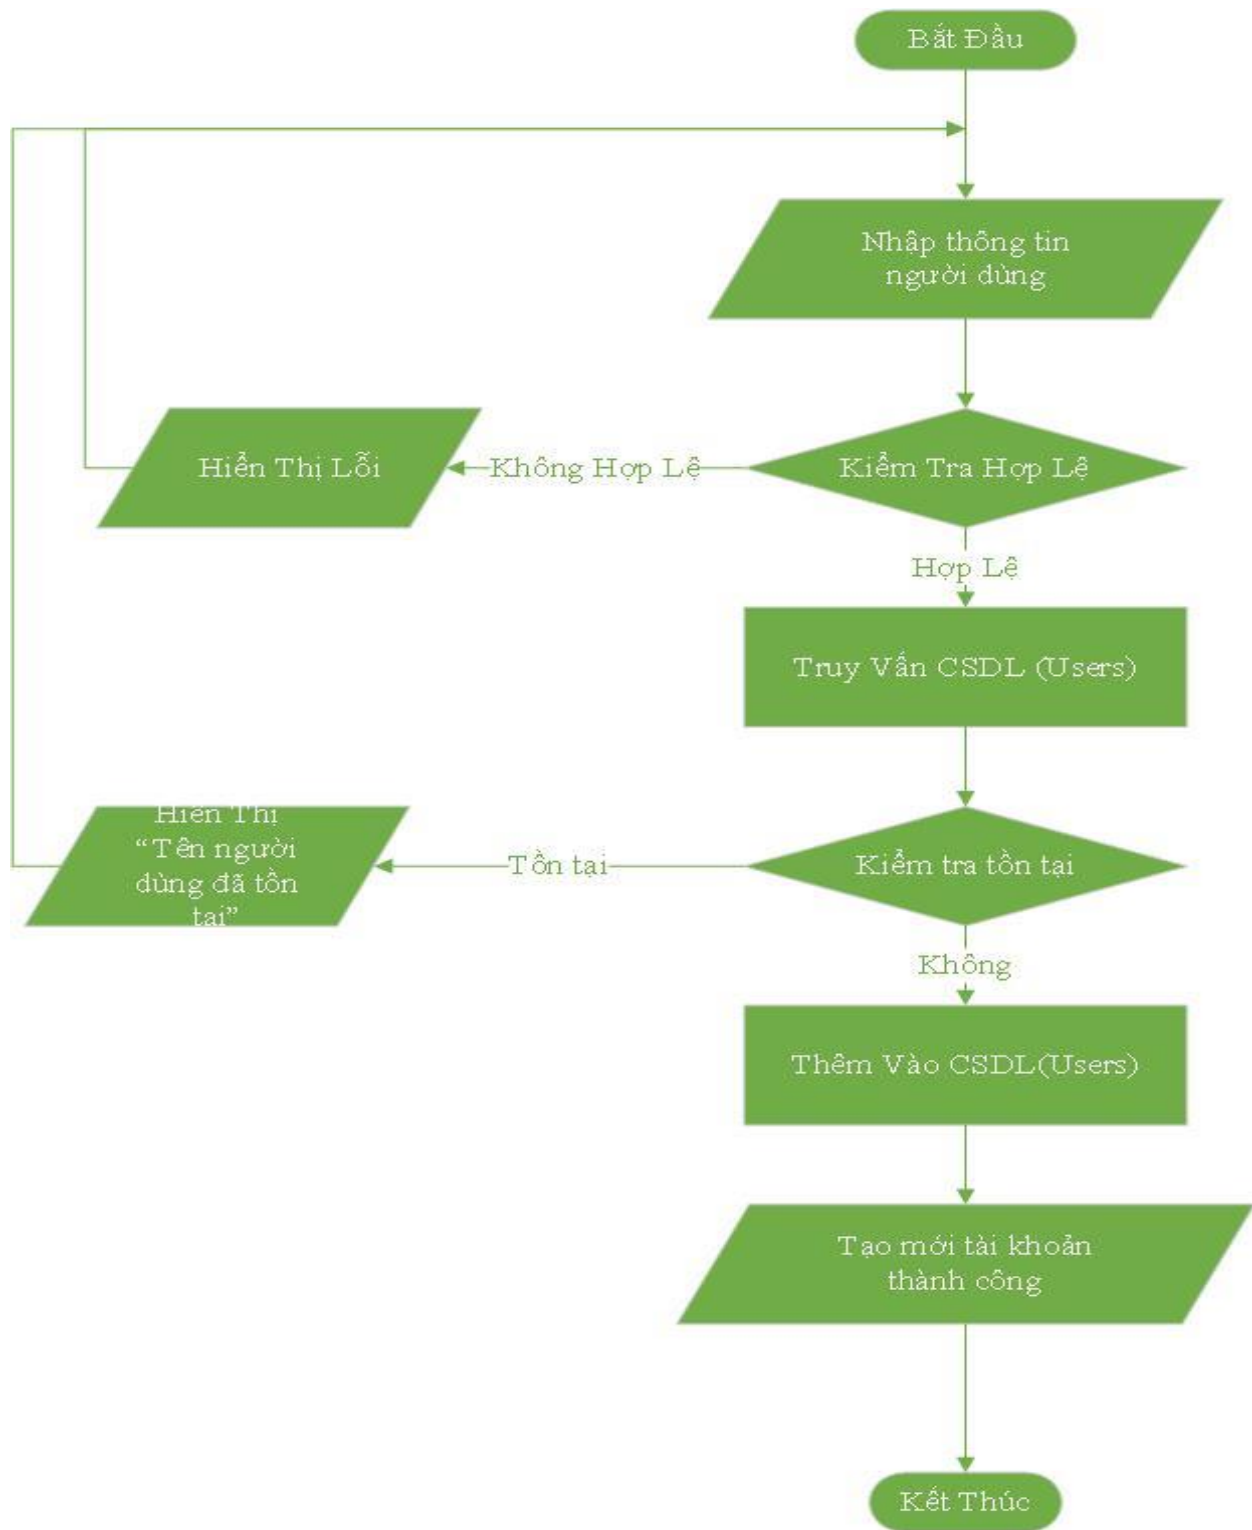 Bắt Đầu
Nhập thông tin
người dùng
Hiển Thị Lỗi
Không Hợp Lệ
Kiểm Tra Hợp Lệ
Hợp Lệ
Truy Vấn CSDL (Users)
Hiển Thị
“Tên người
dùng đã tồn
tại”
Tồn tại
Kiểm tra tồn tại
Không
Thêm Vào CSDL(Users)
Tạo mới tài khoản
thành công
Kết Thúc